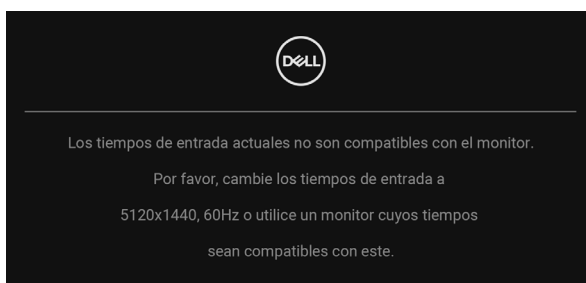 DELL
Los tiempos de entrada actuales no son compatibles con el monitor.
Por favor, cambie los tiempos de entrada a
5120x1440, 60Hz o utilice un monitor cuyos tiempos
sean compatibles con este.